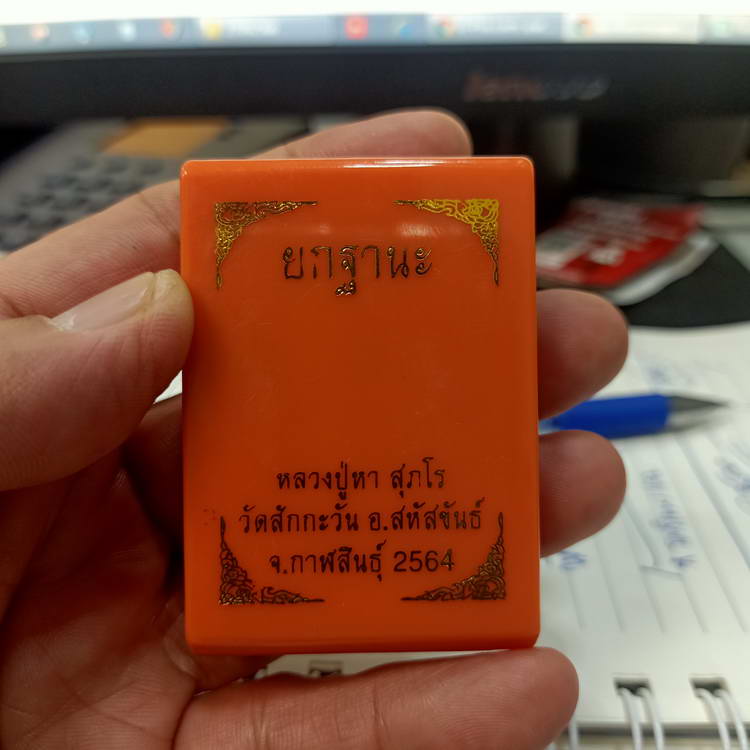 ยกฐานะ
หลวงปู่หา สุภโร
วัดสักกะวัน อ.สหัสขันธ์
จ.กาฬสินธุ์ 2564